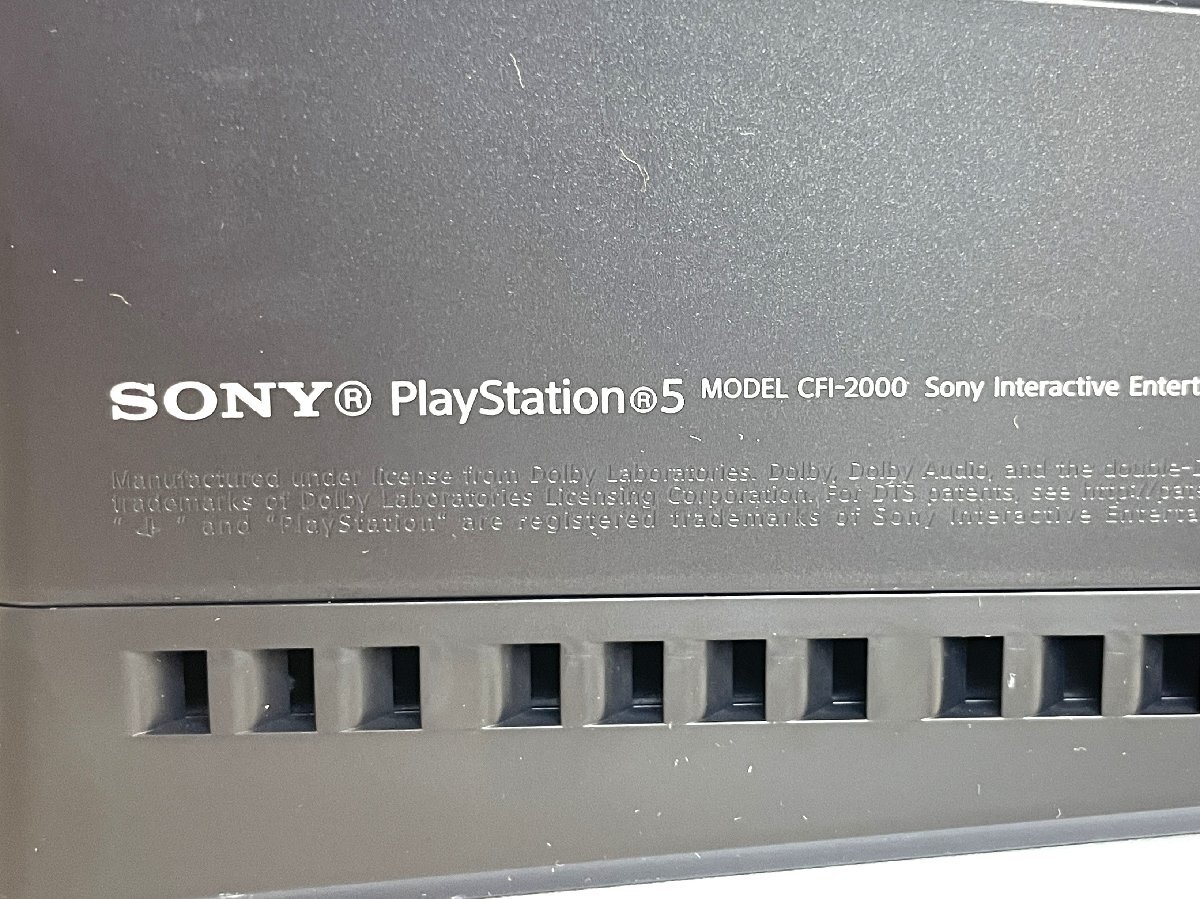 SONY® PlayStation®5 MODEL CFI-2000 Sony Interactive Entert
Manufactured under license from Dolby Laboratories. Dolby, Dolby Audio, and the double-
trademarks of Dolby Laboratories Licensing Corporation. For DTS patents, see http://pat
" " and "PlayStation" are registered trademarks of Sony Interactive Enterta